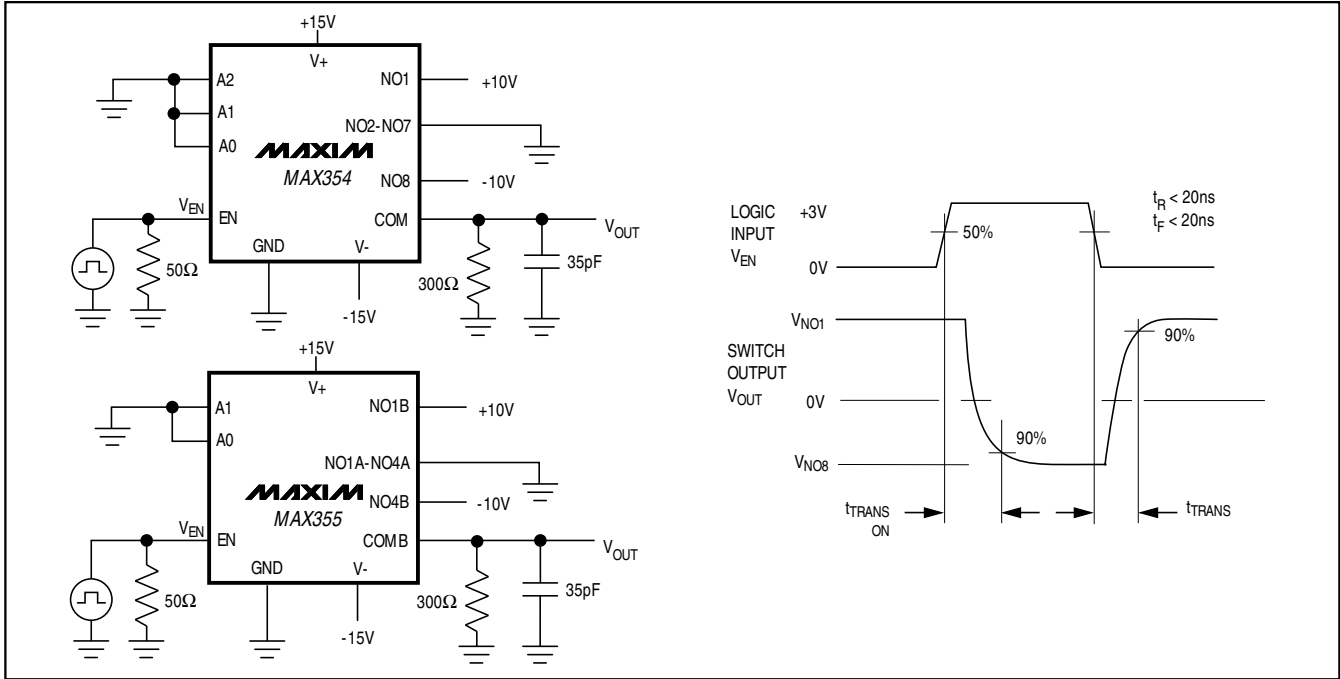 +15V
V+
A2
A1
A0
NO1
+10V
NO2-NO7
MAXIM
MAX354
NO8
-10V
VEN
EN
COM
VOUT
GND
V-
50Ω
300Ω
35pF
-15V
+15V
V+
A1
A0
NO1B
+10V
NO1A-NO4A
MAXIM
MAX355
NO4B
-10V
VEN
EN
COM B
VOUT
GND
V-
50Ω
300Ω
35pF
-15V
LOGIC +3V
INPUT
VEN
0V
50%
tR < 20ns
tF < 20ns
VNO1
SWITCH
OUTPUT
VOUT 0V
90%
90%
VNO8
tTRANS
ON
tTRANS